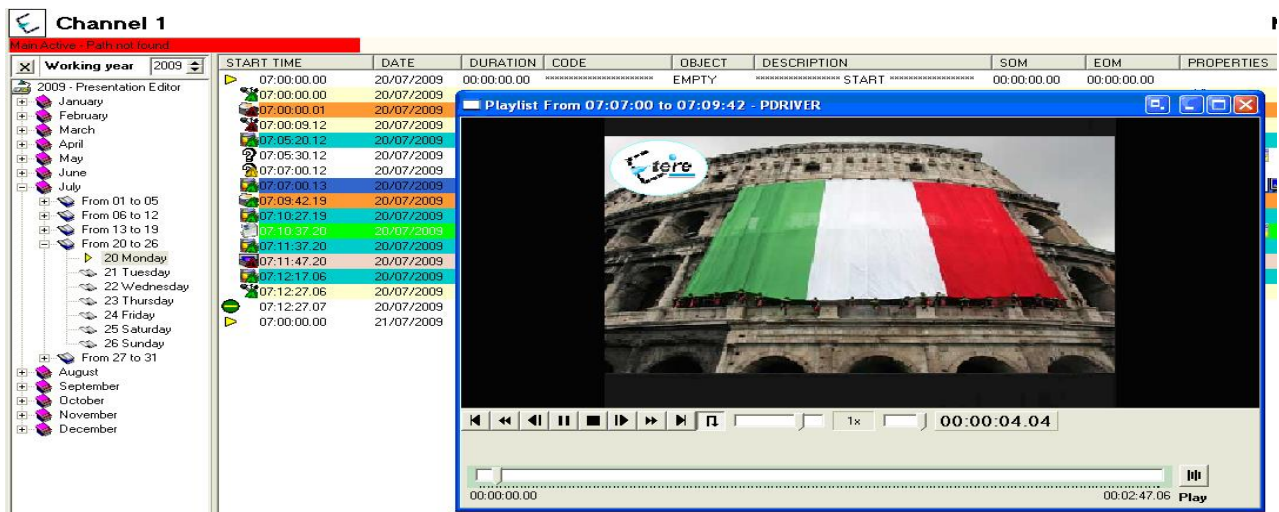 Channel 1
Main Active - Path not found
Working year 2009
2009 - Presentation Editor
January
February
March
April
May
June
July
From 01 to 05
From 06 to 12
From 13 to 19
From 20 to 26
20 Monday
21 Tuesday
22 Wednesday
23 Thursday
24 Friday
25 Saturday
26 Sunday
From 27 to 31
August
September
October
November
December
START TIME DATE DURATION CODE OBJECT DESCRIPTION SOM EOM PROPERTIES
07:00:00.00 20/07/2009 00:00:00.00 ********************** EMPTY ***************** START ***************** 00:00:00.00 00:00:00.00
07:00:00.00 20/07/2009
07:00:00.01 20/07/2009
07:00:09.12 20/07/2009
07:05:20.12 20/07/2009
07:05:30.12 20/07/2009
07:07:00.12 20/07/2009
07:07:00.13 20/07/2009
07:09:42.19 20/07/2009
07:10:27.19 20/07/2009
07:10:37.20 20/07/2009
07:11:37.20 20/07/2009
07:11:47.20 20/07/2009
07:12:17.06 20/07/2009
07:12:27.06 20/07/2009
07:12:27.07 20/07/2009
07:00:00.00 21/07/2009
Playlist From 07:07:00 to 07:09:42 - PDRIVER
Etere
1x 00:00:04.04
00:00:00.00 00:02:47.06 Play